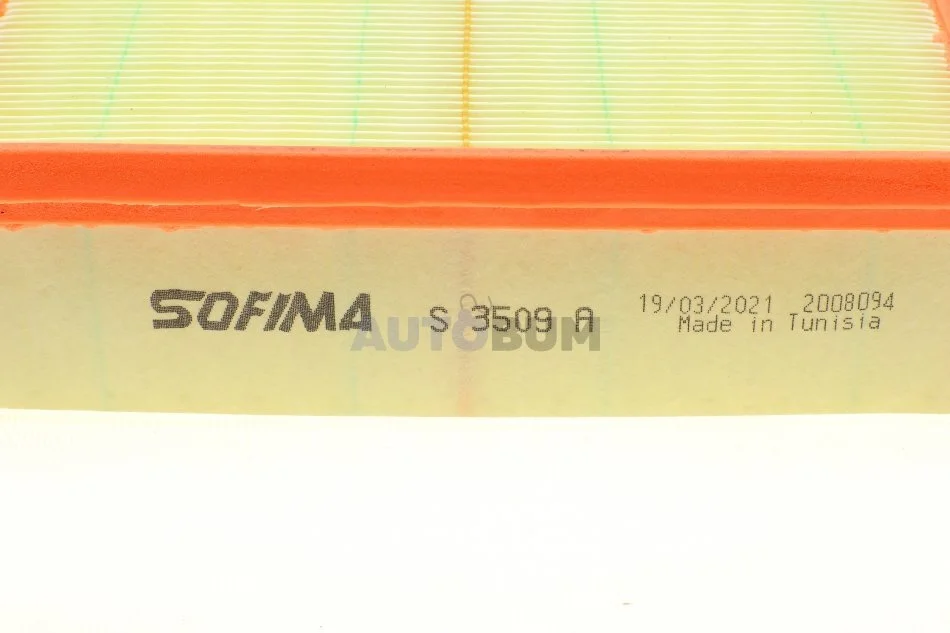 SOFIMA S 3509 A 19/03/2021 2008094
Made in Tunisia
AUTOBUM